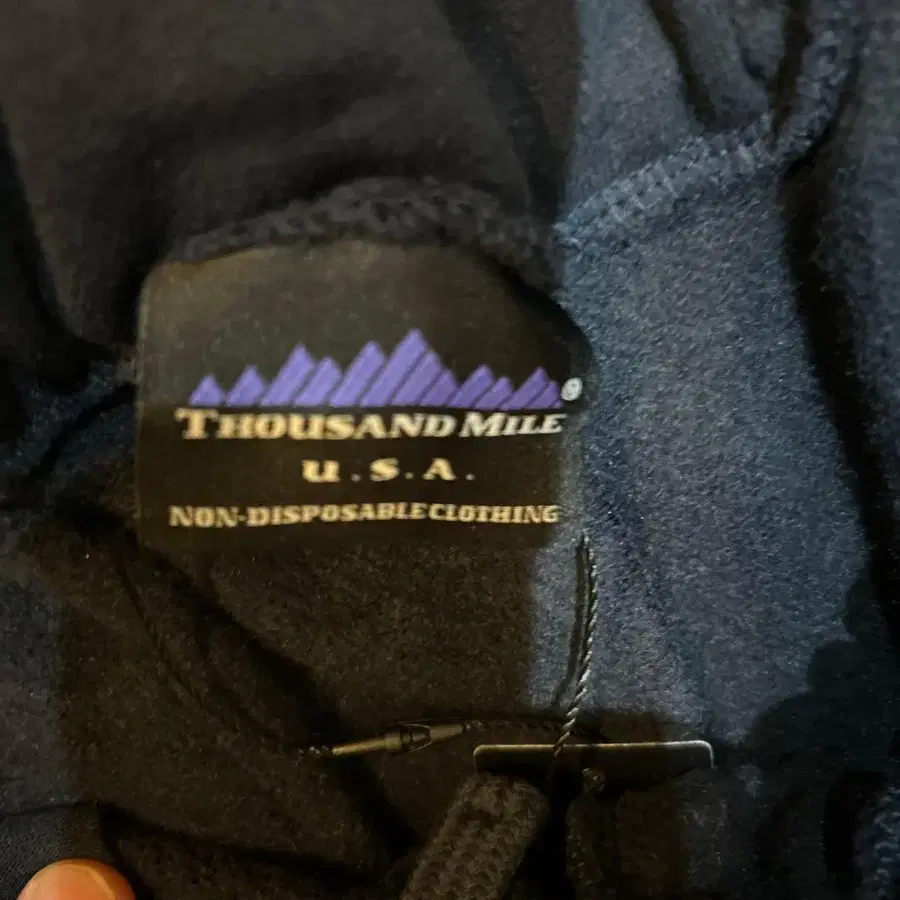 THOUSAND MILE®
U.S.A.
NON-DISPOSABLE CLOTHING